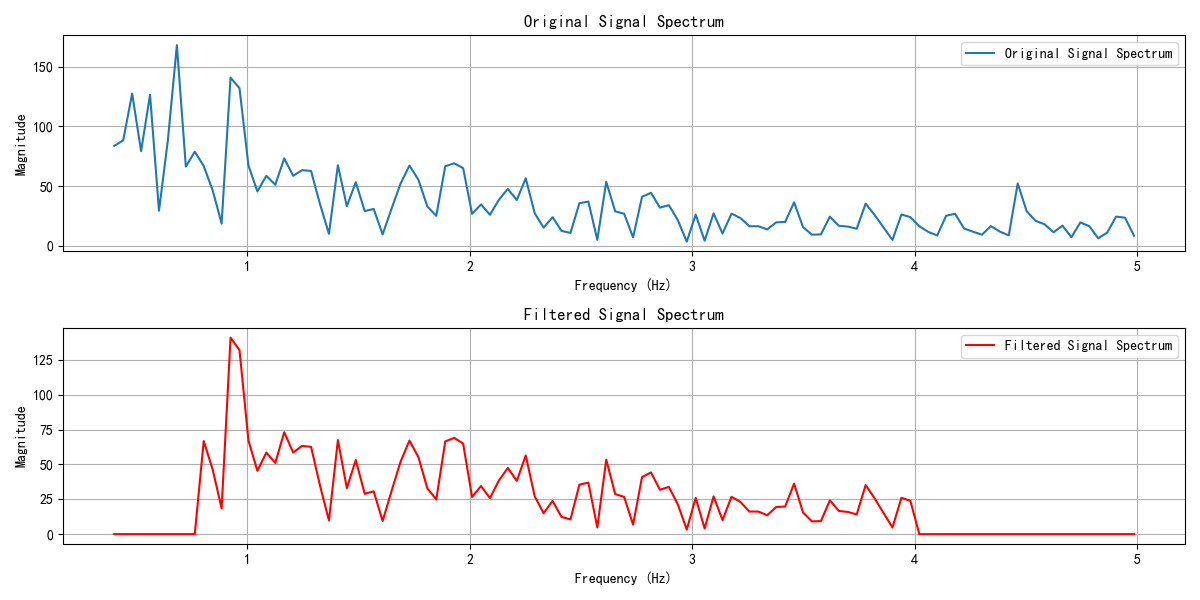 Original Signal Spectrum
Original Signal Spectrum
Magnitude
150
100
50
0
1 2 3 4 5
Frequency (Hz)
Filtered Signal Spectrum
Filtered Signal Spectrum
Magnitude
125
100
75
50
25
0
1 2 3 4 5
Frequency (Hz)